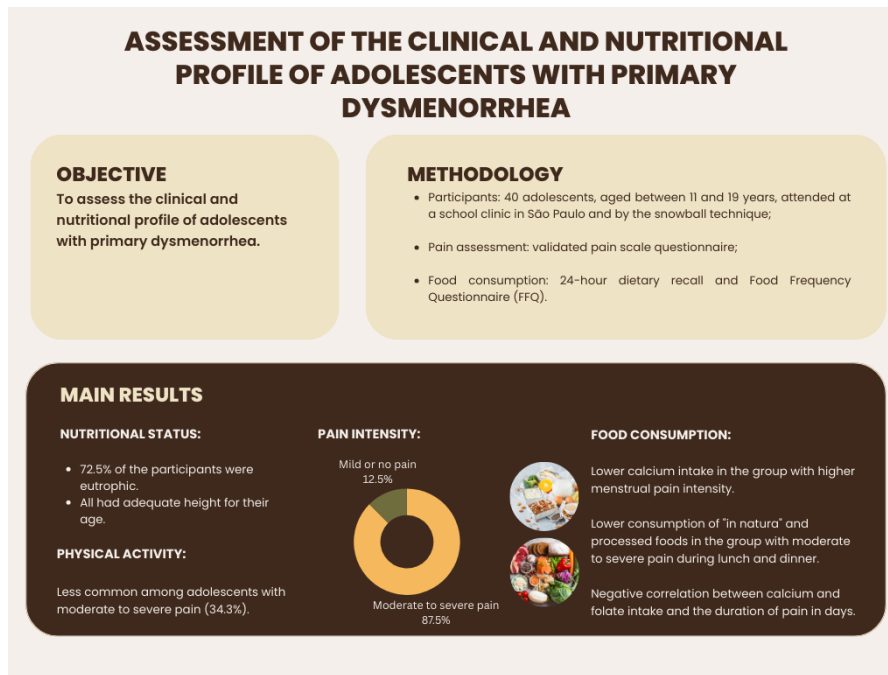 ASSESSMENT OF THE CLINICAL AND NUTRITIONAL
PROFILE OF ADOLESCENTS WITH PRIMARY
DYSMENORRHEA
OBJECTIVE
To assess the clinical and
nutritional profile of adolescents
with primary dysmenorrhea.
METHODOLOGY
• Participants: 40 adolescents, aged between 11 and 19 years, attended at
a school clinic in São Paulo and by the snowball technique;
• Pain assessment: validated pain scale questionnaire;
• Food consumption: 24-hour dietary recall and Food Frequency
Questionnaire (FFQ).
MAIN RESULTS
NUTRITIONAL STATUS:
• 72.5% of the participants were
eutrophic.
• All had adequate height for their
age.
PHYSICAL ACTIVITY:
Less common among adolescents with
moderate to severe pain (34.3%).
PAIN INTENSITY:
Mild or no pain
12.5%
Moderate to severe pain
87.5%
FOOD CONSUMPTION:
Lower calcium intake in the group with higher
menstrual pain intensity.
Lower consumption of "in natura" and
processed foods in the group with moderate
to severe pain during lunch and dinner.
Negative correlation between calcium and
folate intake and the duration of pain in days.